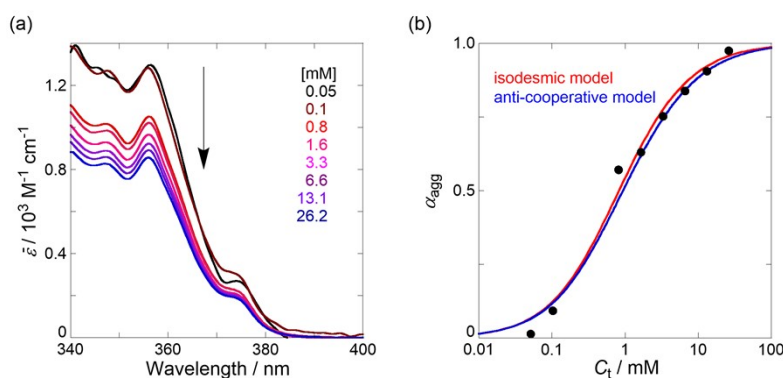 (a)
ε̄ / 10³ M⁻¹ cm⁻¹
1.2
0.8
0.4
0
340
360
380
400
Wavelength / nm
[mM]
0.05
0.1
0.8
1.6
3.3
6.6
13.1
26.2
(b)
α_agg
1.0
0.5
0
isodesmic model
anti-cooperative model
0.01
0.1
1
10
100
C_t / mM